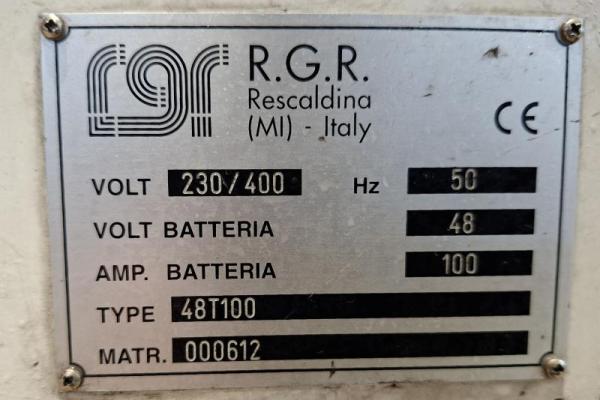 rgr R.G.R.
Rescaldina
(MI) - Italy
CE
VOLT 230/400 Hz 50
VOLT BATTERIA 48
AMP. BATTERIA 100
TYPE 48T100
MATR. 000612